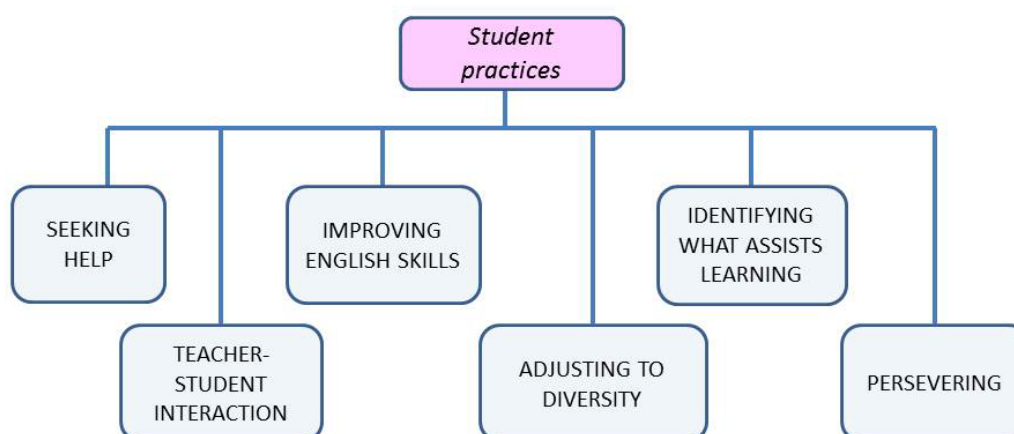 Student
practices
SEEKING
HELP
IMPROVING
ENGLISH SKILLS
IDENTIFYING
WHAT ASSISTS
LEARNING
TEACHER-
STUDENT
INTERACTION
ADJUSTING TO
DIVERSITY
PERSEVERING